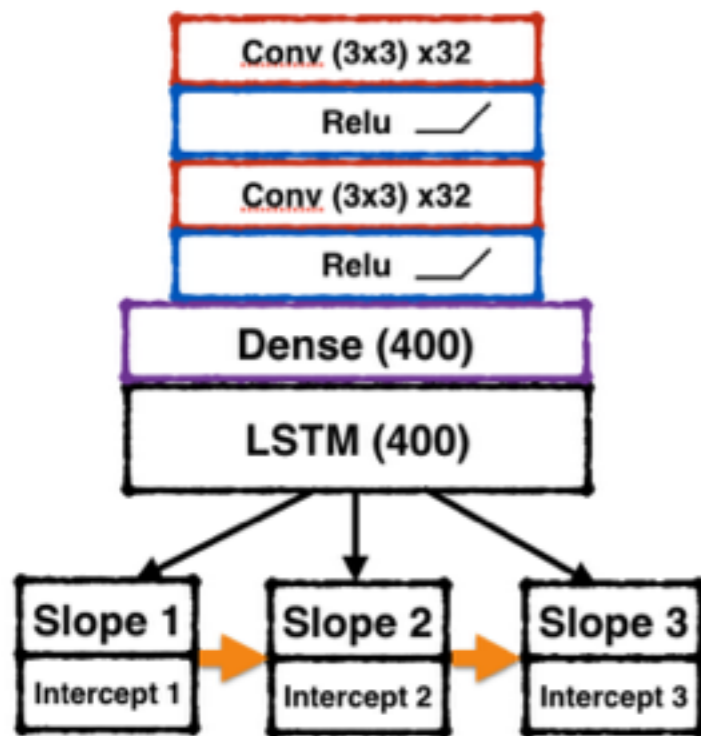 Conv (3x3) x32
Relu
Conv (3x3) x32
Relu
Dense (400)
LSTM (400)
Slope 1
Slope 2
Slope 3
Intercept 1
Intercept 2
Intercept 3